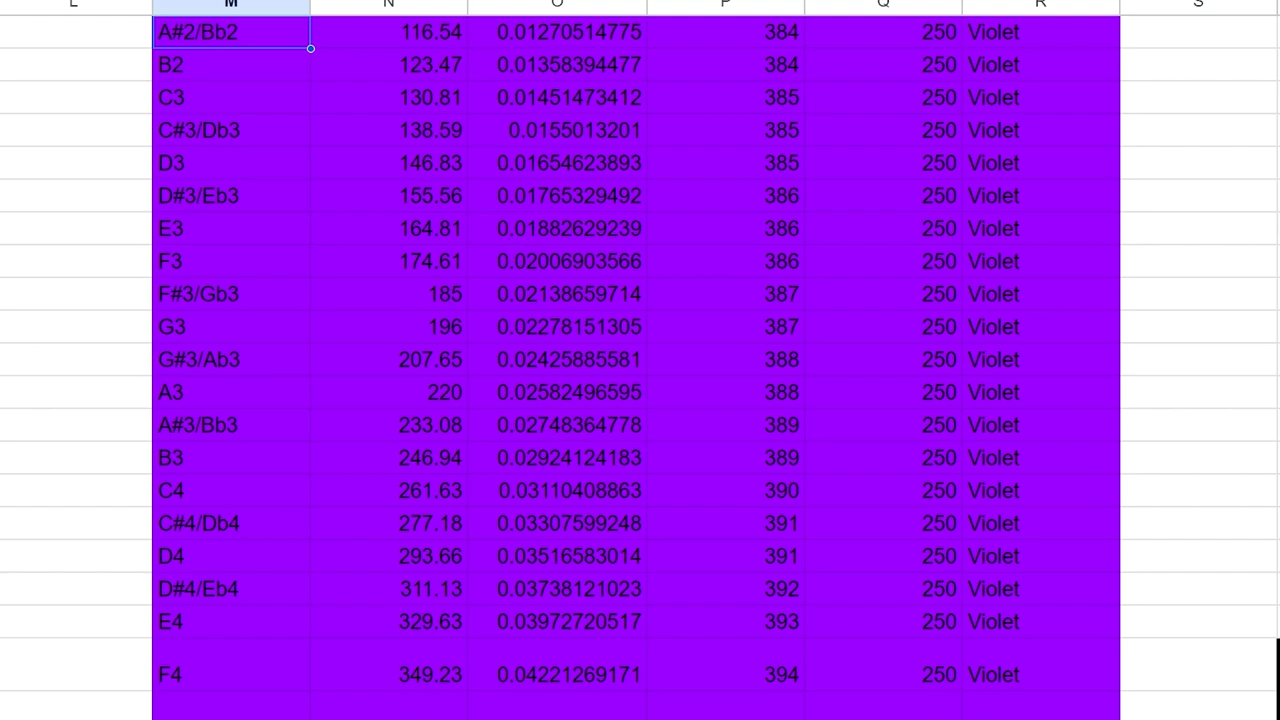 L M N O P Q R S
A#2/Bb2 116.54 0.01270514775 384 250 Violet
B2 123.47 0.01358394477 384 250 Violet
C3 130.81 0.01451473412 385 250 Violet
C#3/Db3 138.59 0.0155013201 385 250 Violet
D3 146.83 0.01654623893 385 250 Violet
D#3/Eb3 155.56 0.01765329492 386 250 Violet
E3 164.81 0.01882629239 386 250 Violet
F3 174.61 0.02006903566 386 250 Violet
F#3/Gb3 185 0.02138659714 387 250 Violet
G3 196 0.02278151305 387 250 Violet
G#3/Ab3 207.65 0.02425885581 388 250 Violet
A3 220 0.02582496595 388 250 Violet
A#3/Bb3 233.08 0.02748364778 389 250 Violet
B3 246.94 0.02924124183 389 250 Violet
C4 261.63 0.03110408863 390 250 Violet
C#4/Db4 277.18 0.03307599248 391 250 Violet
D4 293.66 0.03516583014 391 250 Violet
D#4/Eb4 311.13 0.03738121023 392 250 Violet
E4 329.63 0.03972720517 393 250 Violet
F4 349.23 0.04221269171 394 250 Violet